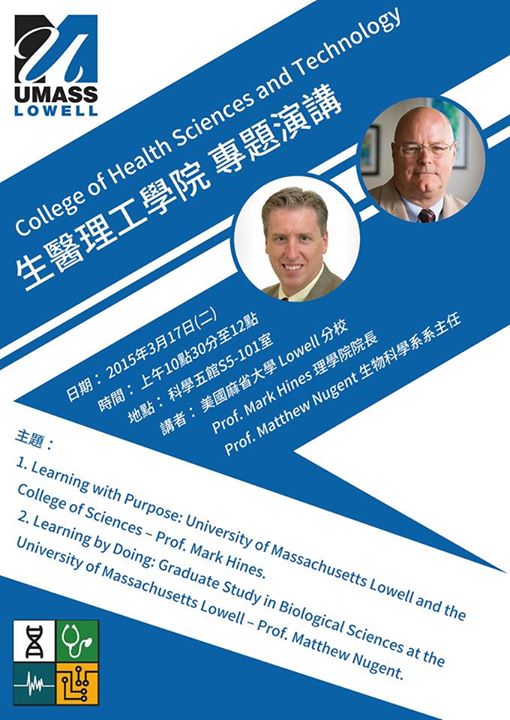 UMASS
LOWELL
College of Health Sciences and Technology
生醫理工學院 專題演講
日期：2015年3月17日(二)
時間：上午10點30分至12點
地點：科學五館S5-101室
講者：美國麻省大學 Lowell 分校
Prof. Mark Hines 理學院院長
Prof. Matthew Nugent 生物科學系系主任
主題：
1. Learning with Purpose: University of Massachusetts Lowell and the
College of Sciences – Prof. Mark Hines.
2. Learning by Doing: Graduate Study in Biological Sciences at the
University of Massachusetts Lowell – Prof. Matthew Nugent.